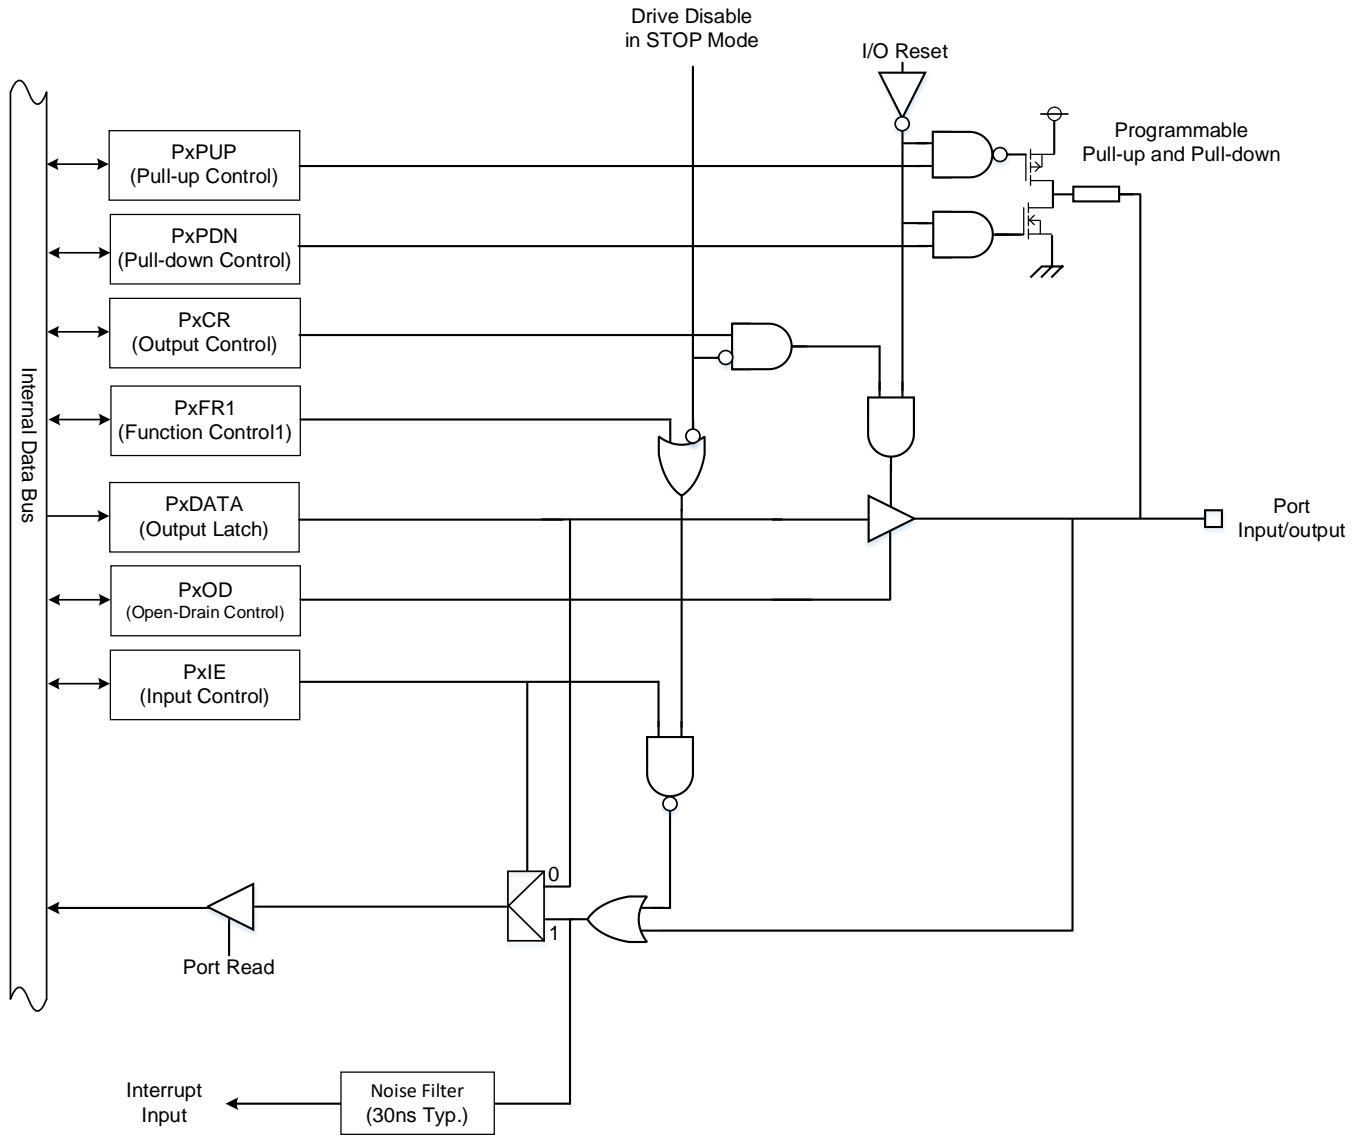 Drive Disable
in STOP Mode
I/O Reset
Programmable
Pull-up and Pull-down
PxPUP
(Pull-up Control)
PxPDN
(Pull-down Control)
PxCR
(Output Control)
PxFR1
(Function Control1)
Internal Data Bus
PxDATA
(Output Latch)
Port
Input/output
PxOD
(Open-Drain Control)
PxIE
(Input Control)
0
1
Port Read
Interrupt
Input
Noise Filter
(30ns Typ.)